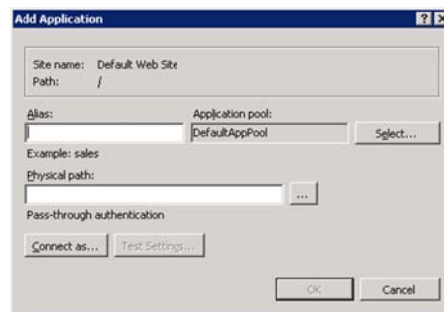 Add Application
Site name: Default Web Site
Path: /
Alias: Application pool:
DefaultAppPool Select...
Example: sales
Physical path:
...
Pass-through authentication
Connect as... Test Settings...
OK Cancel